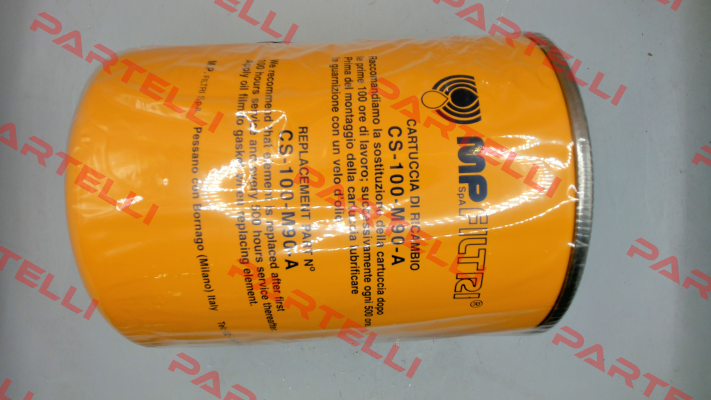 MP FILTRI®
SpA
CARTUCCIA DI RICAMBIO
CS-100-M90-A
Raccomandiamo la sostituzione della cartuccia dopo
le prime 100 ore di lavoro; successivamente ogni 500 ore.
Prima del montaggio della cartuccia lubrificare
la guarnizione con un velo d'olio.
REPLACEMENT PART N°
CS-100-M90-A
We recommend that element is replaced after first
100 hours service and every 500 hours service thereafter
Apply oil film to gasket when replacing element.
MP FILTRI S.p.A. Pessano con Bornago (Milano) Italy
PARTELLI
PARTELLI
PARTELLI
PARTELLI
PARTELLI
PARTELLI